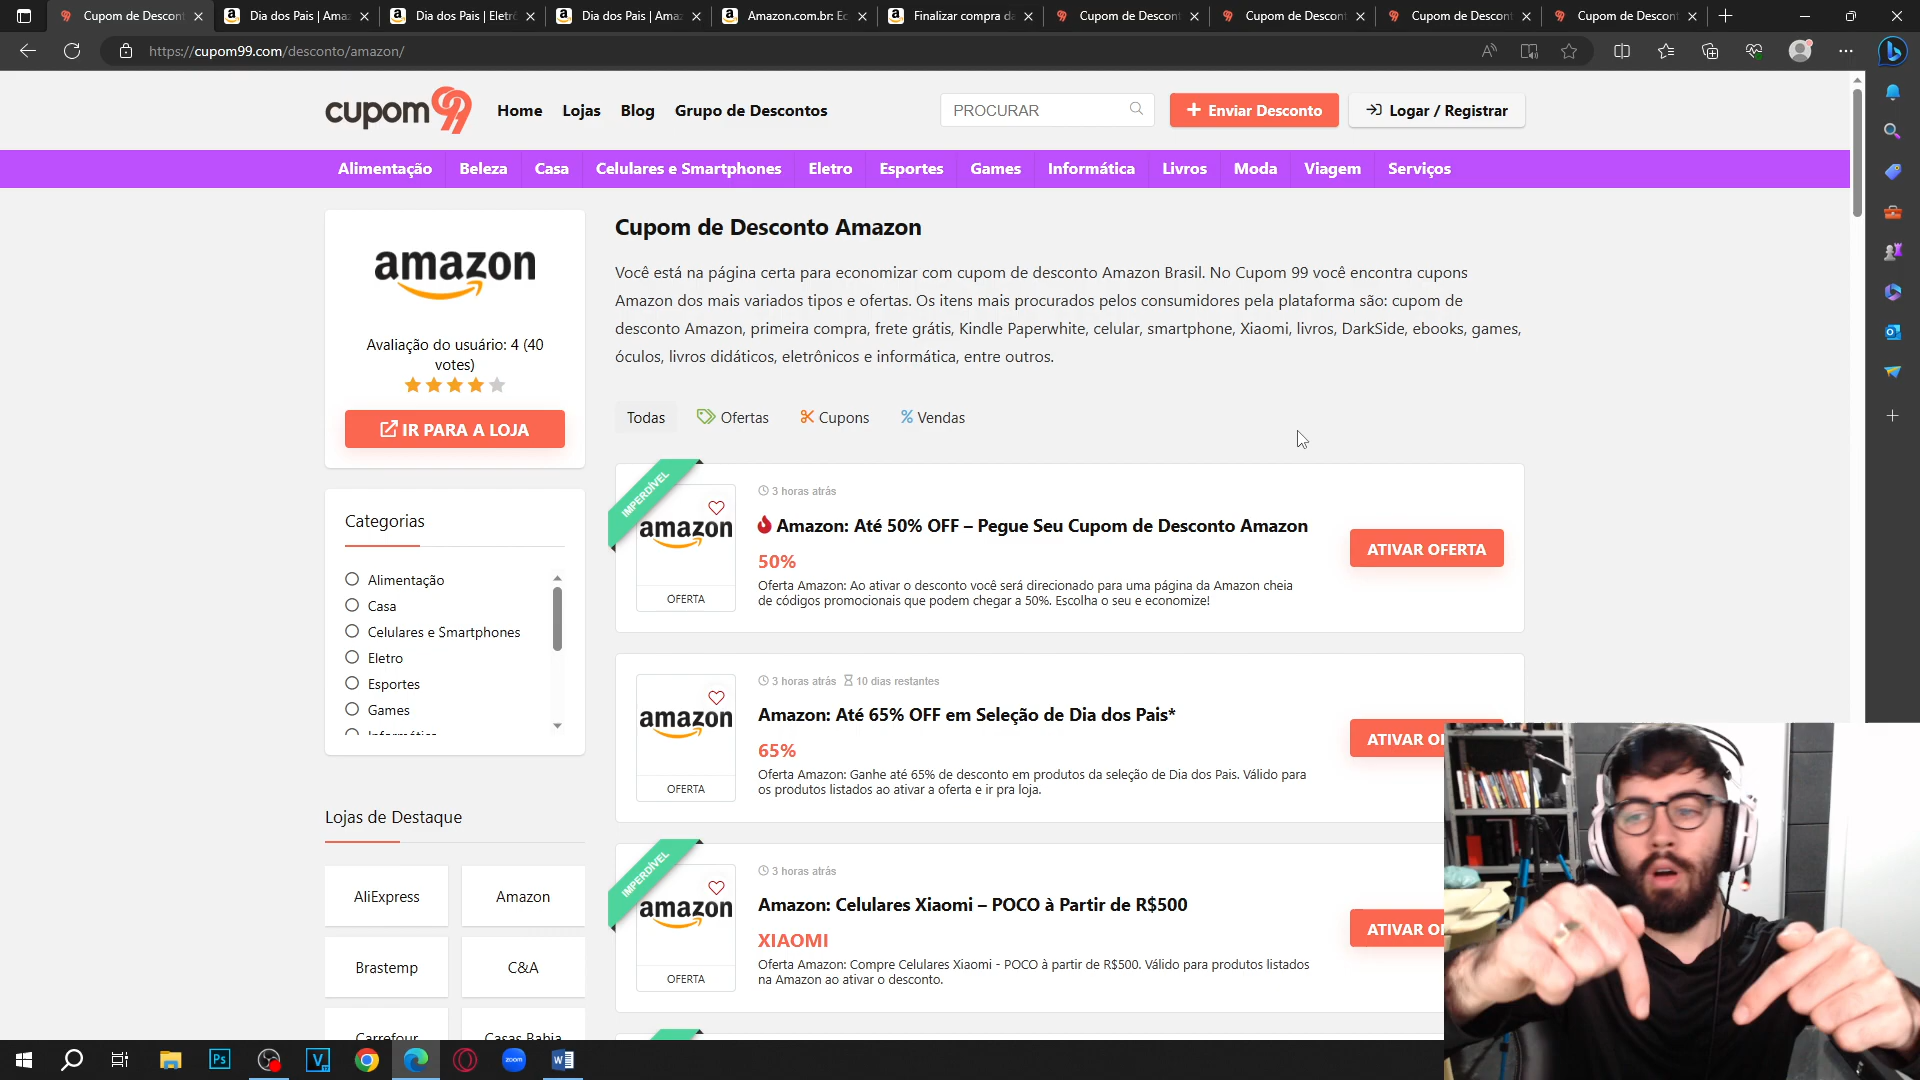 Cupom de Descon
Dia dos Pais | Ama
Dia dos Pais | Eletr
Dia dos Pais | Ama
Amazon.com.br: E
Finalizar compra d
Cupom de Descon
Cupom de Descon
Cupom de Descon
Cupom de Descon
https://cupom99.com/desconto/amazon/
cupom99
Home
Lojas
Blog
Grupo de Descontos
PROCURAR
Enviar Desconto
Logar / Registrar
Alimentação
Beleza
Casa
Celulares e Smartphones
Eletro
Esportes
Games
Informática
Livros
Moda
Viagem
Serviços
amazon
Avaliação do usuário: 4 (40
votes)
IR PARA A LOJA
Cupom de Desconto Amazon
Você está na página certa para economizar com cupom de desconto Amazon Brasil. No Cupom 99 você encontra cupons
Amazon dos mais variados tipos e ofertas. Os itens mais procurados pelos consumidores pela plataforma são: cupom de
desconto Amazon, primeira compra, frete grátis, Kindle Paperwhite, celular, smartphone, Xiaomi, livros, DarkSide, ebooks, games,
óculos, livros didáticos, eletrônicos e informática, entre outros.
Todas
Ofertas
Cupons
% Vendas
Categorias
Alimentação
Casa
Celulares e Smartphones
Eletro
Esportes
Games
Informática
Lojas de Destaque
AliExpress
Amazon
Brastemp
C&A
Carrefour
Casas Bahia
IMPERDÍVEL
amazon
OFERTA
3 horas atrás
Amazon: Até 50% OFF – Pegue Seu Cupom de Desconto Amazon
50%
Oferta Amazon: Ao ativar o desconto você será direcionado para uma página da Amazon cheia
de códigos promocionais que podem chegar a 50%. Escolha o seu e economize!
ATIVAR OFERTA
amazon
OFERTA
3 horas atrás
10 dias restantes
Amazon: Até 65% OFF em Seleção de Dia dos Pais*
65%
Oferta Amazon: Ganhe até 65% de desconto em produtos da seleção de Dia dos Pais. Válido para
os produtos listados ao ativar a oferta e ir pra loja.
ATIVAR O
IMPERDÍVEL
amazon
OFERTA
3 horas atrás
Amazon: Celulares Xiaomi – POCO à Partir de R$500
XIAOMI
Oferta Amazon: Compre Celulares Xiaomi - POCO à partir de R$500. Válido para produtos listados
na Amazon ao ativar o desconto.
ATIVAR O
Ps
V
zoom
W